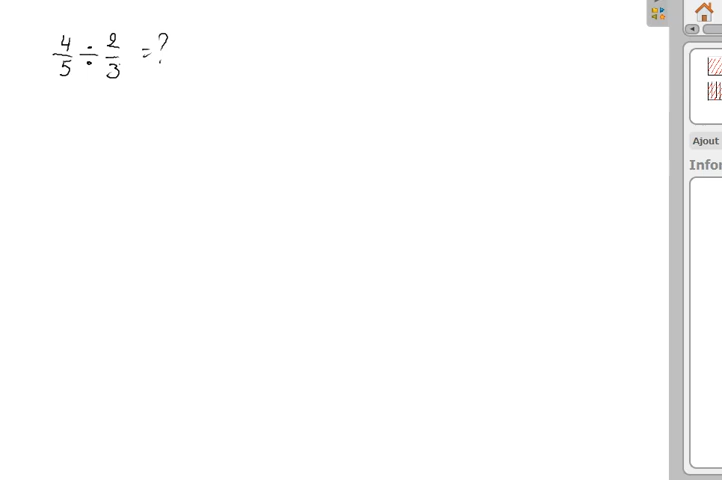 4/5 ÷ 2/3 = ?
Ajout
Infor